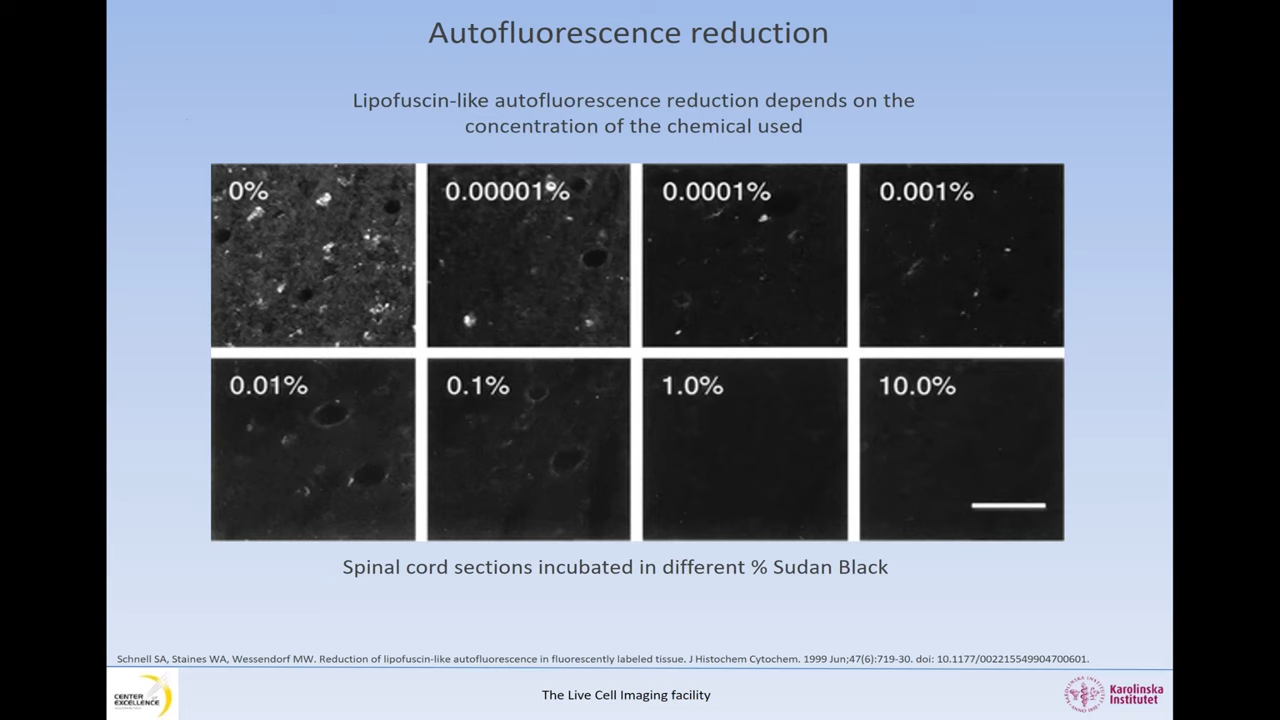 Autofluorescence reduction
Lipofuscin-like autofluorescence reduction depends on the
concentration of the chemical used
0%
0.00001%
0.0001%
0.001%
0.01%
0.1%
1.0%
10.0%
Spinal cord sections incubated in different % Sudan Black
Schnell SA, Staines WA, Wessendorf MW. Reduction of lipofuscin-like autofluorescence in fluorescently labeled tissue. J Histochem Cytochem. 1999 Jun;47(6):719-30. doi: 10.1177/002215549904700601.
CENTER OF
EXCELLENCE
The Live Cell Imaging facility
Karolinska
Institutet